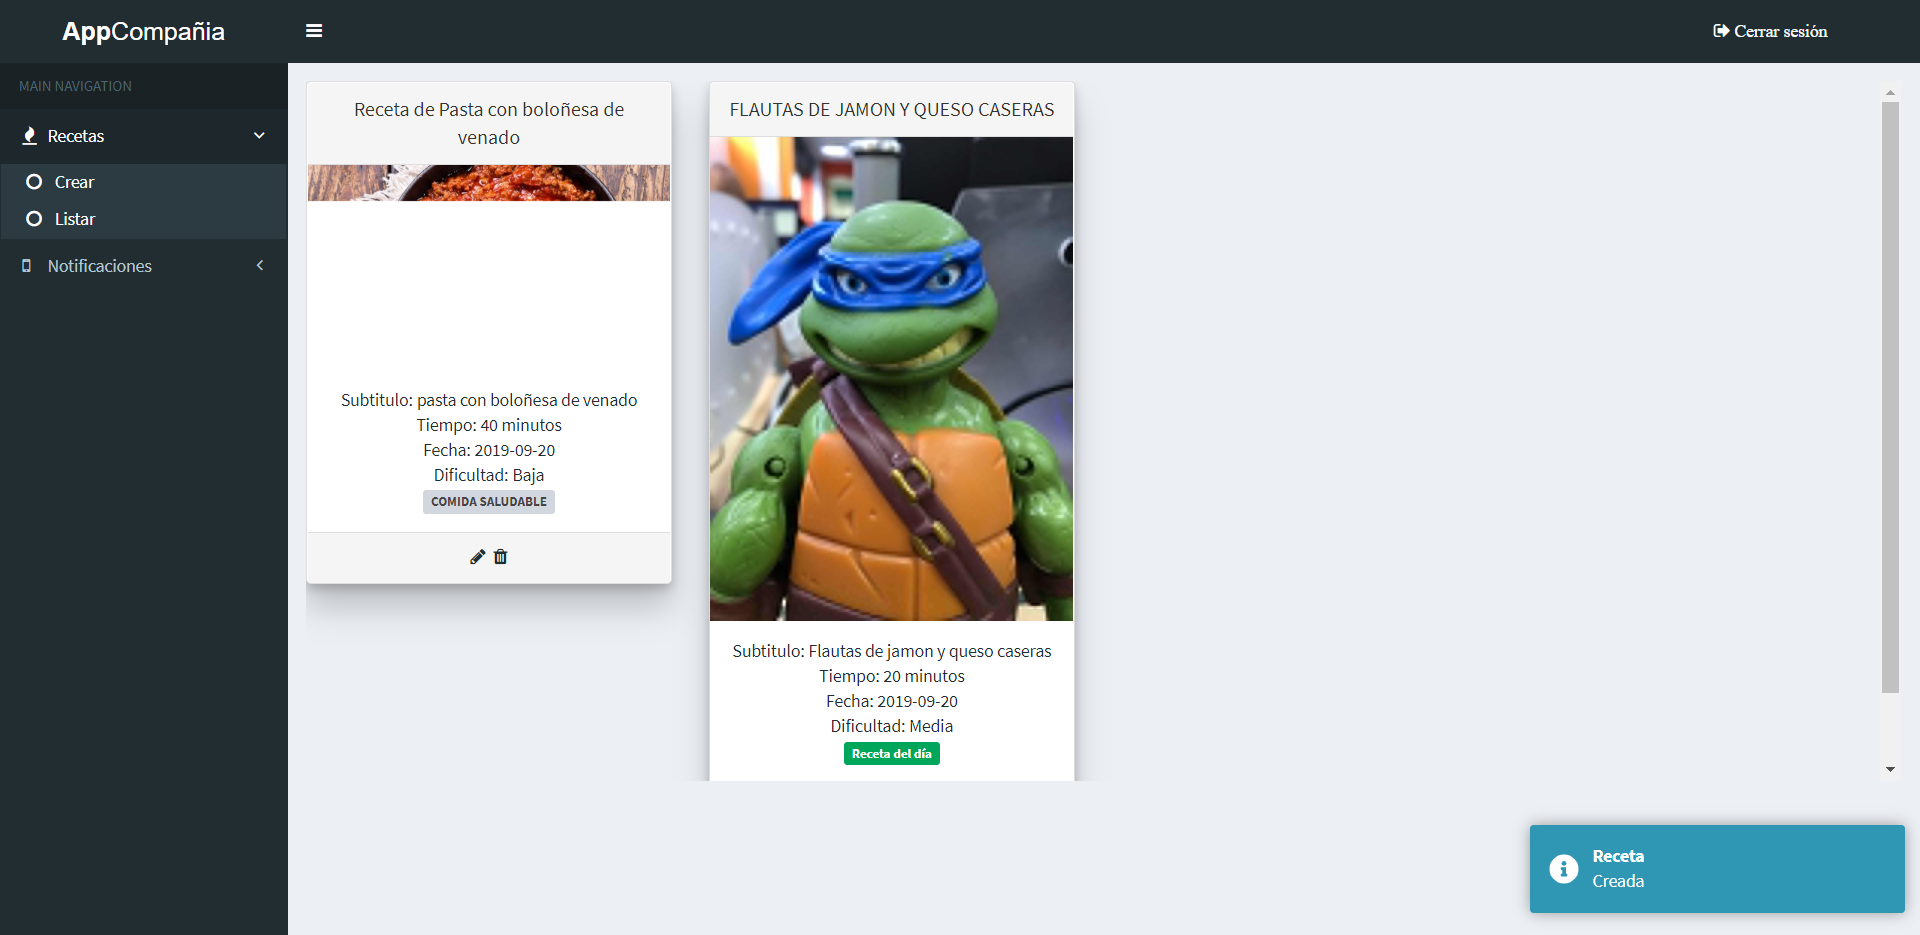 AppCompañia
Cerrar sesión
MAIN NAVIGATION
Recetas
Crear
Listar
Notificaciones
Receta de Pasta con boloñesa de
venado
Subtitulo: pasta con boloñesa de venado
Tiempo: 40 minutos
Fecha: 2019-09-20
Dificultad: Baja
COMIDA SALUDABLE
FLAUTAS DE JAMON Y QUESO CASERAS
Subtitulo: Flautas de jamon y queso caseras
Tiempo: 20 minutos
Fecha: 2019-09-20
Dificultad: Media
Receta del día
Receta
Creada